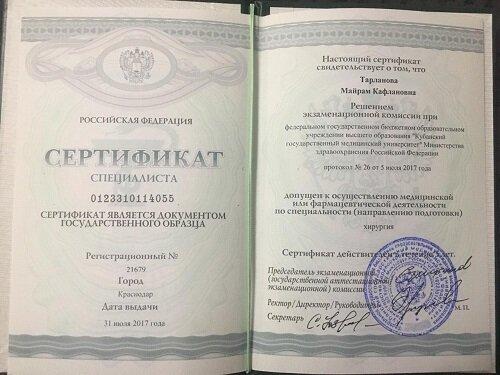 РОССИЙСКАЯ ФЕДЕРАЦИЯ
СЕРТИФИКАТ
СПЕЦИАЛИСТА
0123310114055
СЕРТИФИКАТ ЯВЛЯЕТСЯ ДОКУМЕНТОМ
ГОСУДАРСТВЕННОГО ОБРАЗЦА
Регистрационный №
21679
Город
Краснодар
Дата выдачи
31 июля 2017 года
Настоящий сертификат
свидетельствует о том, что
Тарланова
Майрам Кафлановна
Решением
экзаменационной комиссии при
федеральном государственном бюджетном образовательном
учреждении высшего образования "Кубанский
государственный медицинский университет" Министерства
здравоохранения Российской Федерации
протокол № 26 от 5 июля 2017 года
допущен к осуществлению медицинской
или фармацевтической деятельности
по специальности (направлению подготовки)
хирургия
Сертификат действителен в течение лет.
Председатель экзаменационной
(государственной аттестационной
экзаменационной) комиссии
Ректор/Директор/Руководитель
М. П.
Секретарь